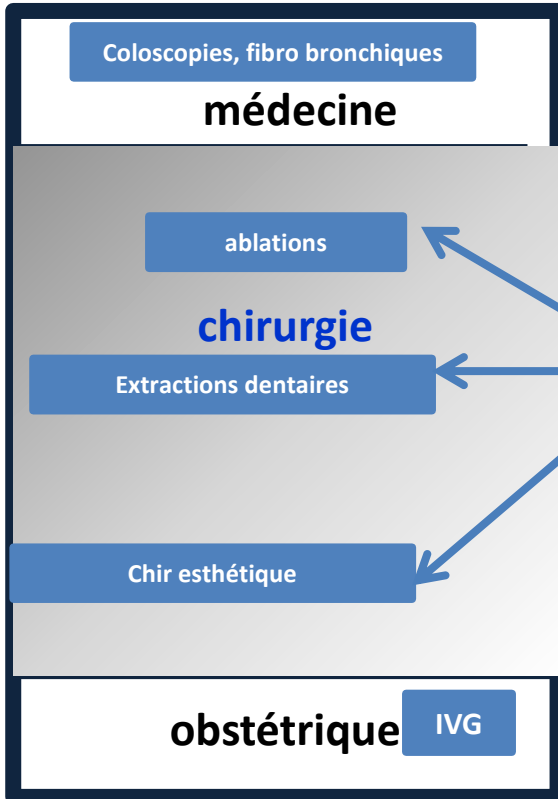 Coloscopies, fibro bronchiques
médecine
ablations
chirurgie
Extractions dentaires
Chir esthétique
obstétrique
IVG